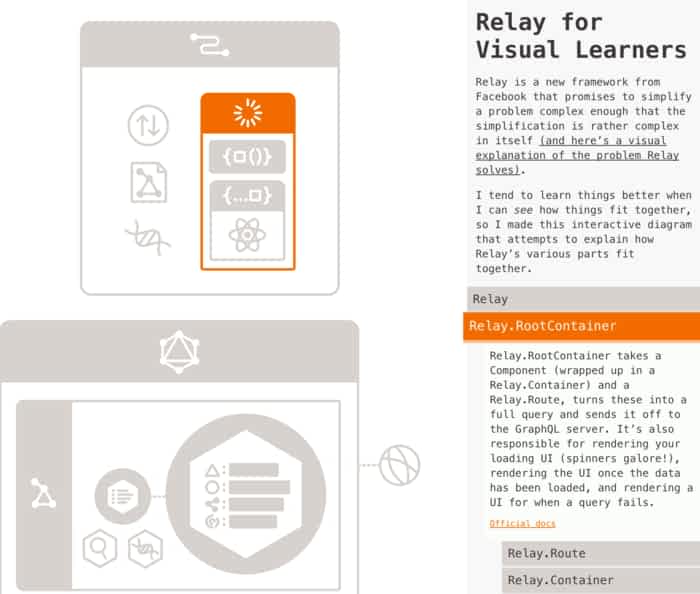 Relay for
Visual Learners
Relay is a new framework from
Facebook that promises to simplify
a problem complex enough that the
simplification is rather complex
in itself (and here’s a visual
explanation of the problem Relay
solves).
I tend to learn things better when
I can see how things fit together,
so I made this interactive diagram
that attempts to explain how
Relay’s various parts fit
together.
Relay
Relay.RootContainer
Relay.RootContainer takes a
Component (wrapped up in a
Relay.Container) and a
Relay.Route, turns these into a
full query and sends it off to
the GraphQL server. It’s also
responsible for rendering your
loading UI (spinners galore!),
rendering the UI once the data
has been loaded, and rendering a
UI for when a query fails.
Official docs
Relay.Route
Relay.Container